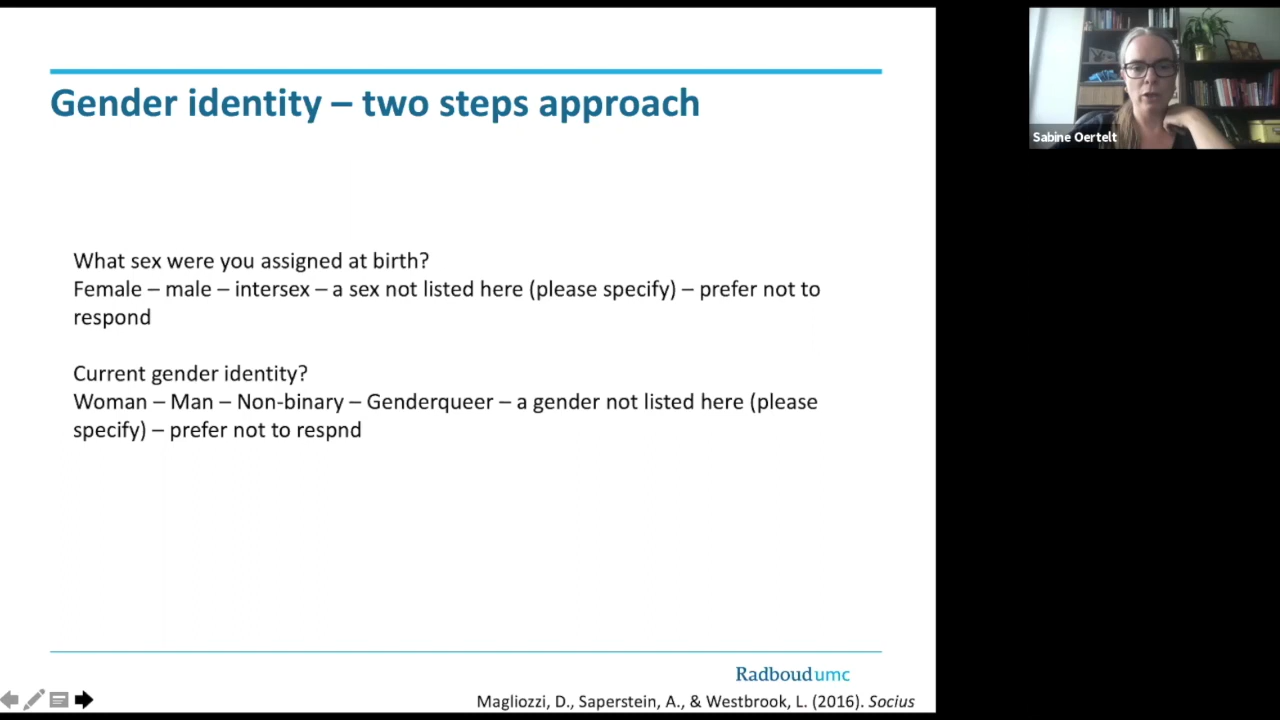 Gender identity – two steps approach
Sabine Oertelt
What sex were you assigned at birth?
Female – male – intersex – a sex not listed here (please specify) – prefer not to
respond
Current gender identity?
Woman – Man – Non-binary – Genderqueer – a gender not listed here (please
specify) – prefer not to respnd
Radboudumc
Magliozzi, D., Saperstein, A., & Westbrook, L. (2016). Socius